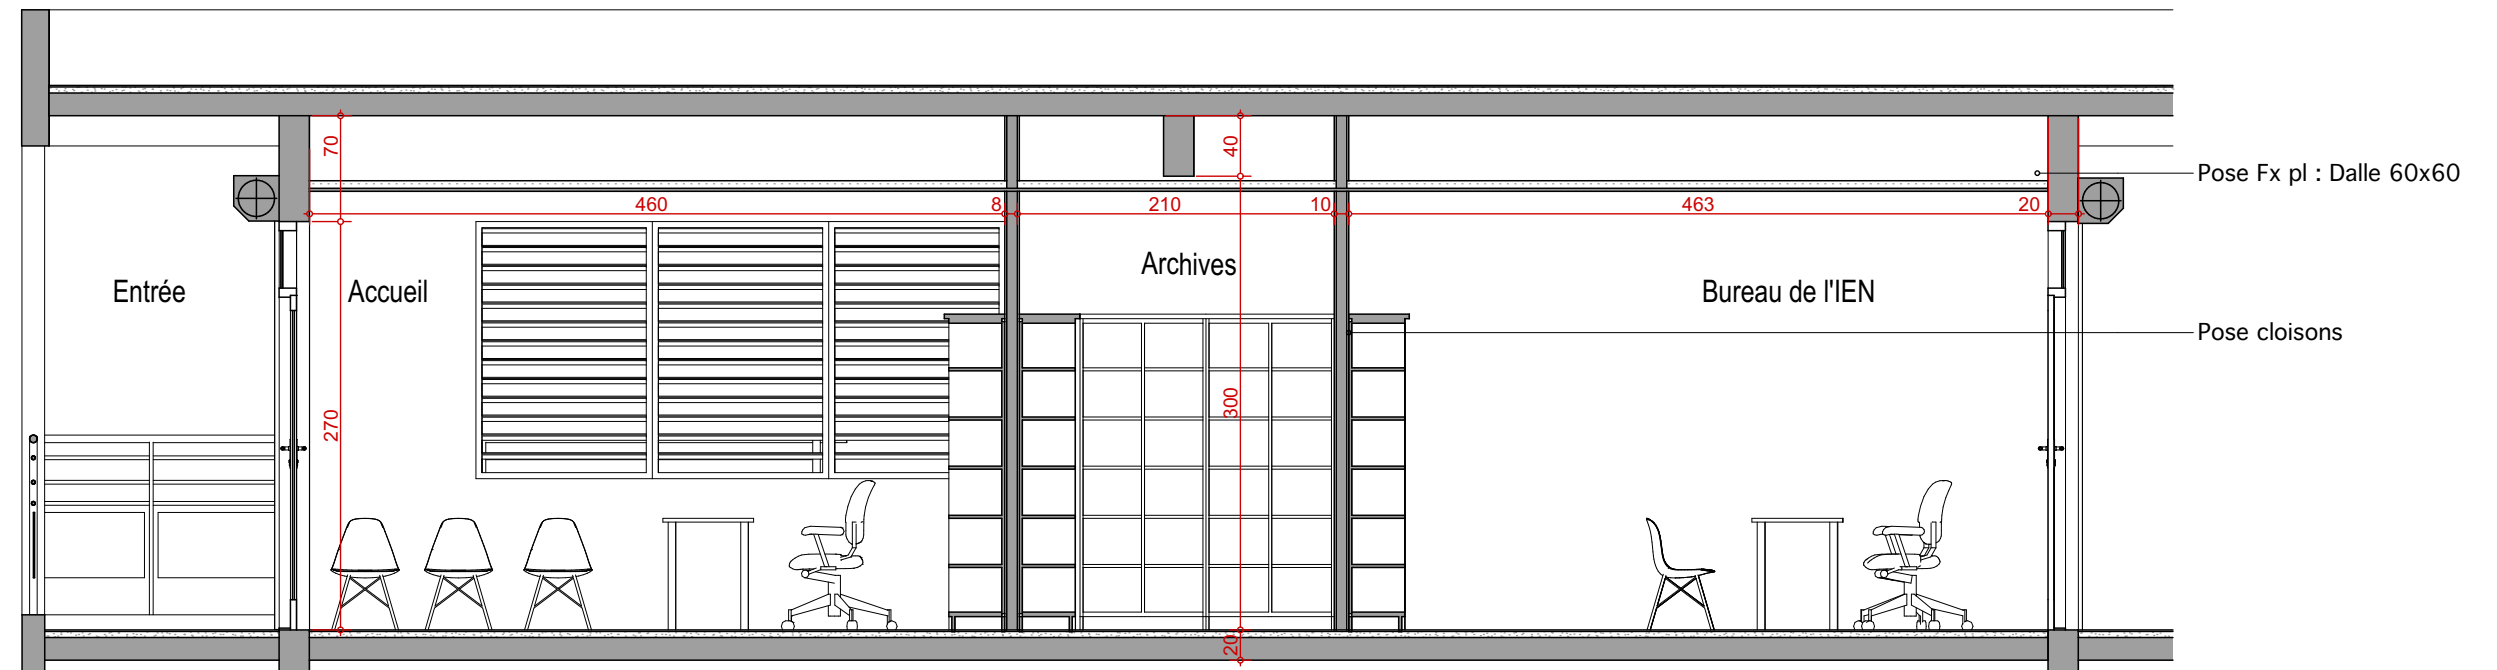 70
40
Pose Fx pl : Dalle 60x60
460
8
210
10
463
20
Entrée
Accueil
Archives
Bureau de l'IEN
Pose cloisons
270
300
20